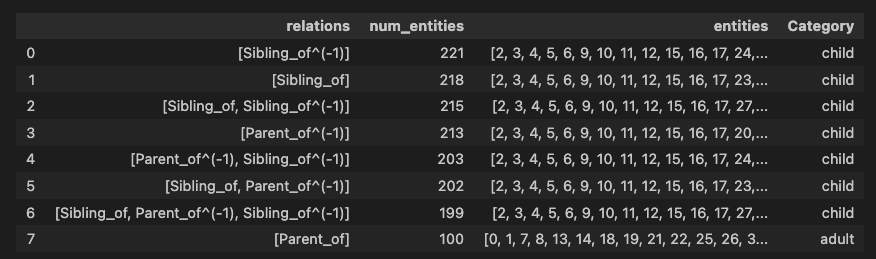 relations num_entities entities Category
0 [Sibling_of^(-1)] 221 [2, 3, 4, 5, 6, 9, 10, 11, 12, 15, 16, 17, 24,... child
1 [Sibling_of] 218 [2, 3, 4, 5, 6, 9, 10, 11, 12, 15, 16, 17, 23,... child
2 [Sibling_of, Sibling_of^(-1)] 215 [2, 3, 4, 5, 6, 9, 10, 11, 12, 15, 16, 17, 27,... child
3 [Parent_of^(-1)] 213 [2, 3, 4, 5, 6, 9, 10, 11, 12, 15, 16, 17, 20,... child
4 [Parent_of^(-1), Sibling_of^(-1)] 203 [2, 3, 4, 5, 6, 9, 10, 11, 12, 15, 16, 17, 24,... child
5 [Sibling_of, Parent_of^(-1)] 202 [2, 3, 4, 5, 6, 9, 10, 11, 12, 15, 16, 17, 23,... child
6 [Sibling_of, Parent_of^(-1), Sibling_of^(-1)] 199 [2, 3, 4, 5, 6, 9, 10, 11, 12, 15, 16, 17, 27,... child
7 [Parent_of] 100 [0, 1, 7, 8, 13, 14, 18, 19, 21, 22, 25, 26, 3... adult